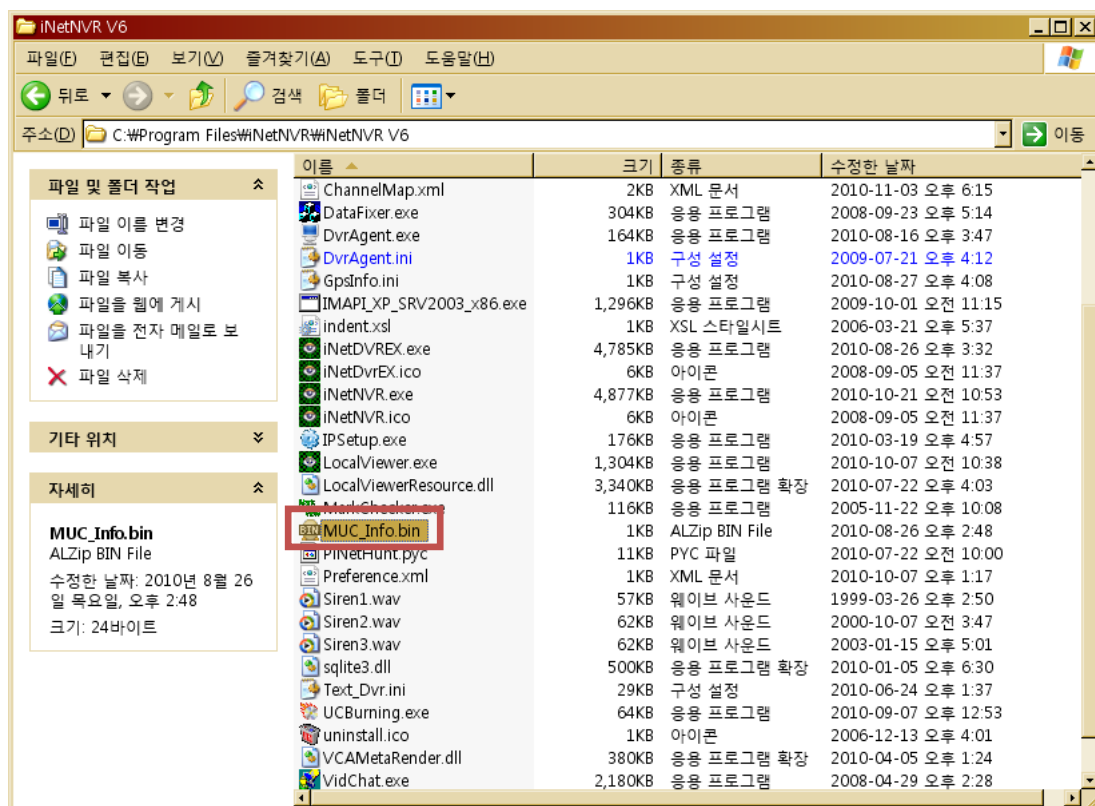 iNetNVR V6
파일(F) 편집(E) 보기(V) 즐겨찾기(A) 도구(T) 도움말(H)
뒤로 검색 폴더
주소(D) C:₩Program Files₩iNetNVR₩iNetNVR V6 이동
파일 및 폴더 작업
파일 이름 변경
파일 이동
파일 복사
파일을 웹에 게시
파일을 전자 메일로 보
내기
파일 삭제
기타 위치
자세히
MUC_Info.bin
ALZip BIN File
수정한 날짜: 2010년 8월 26
일 목요일, 오후 2:48
크기: 24바이트
이름 크기 종류 수정한 날짜
ChannelMap.xml 2KB XML 문서 2010-11-03 오후 6:15
DataFixer.exe 304KB 응용 프로그램 2008-09-23 오후 5:14
DvrAgent.exe 164KB 응용 프로그램 2010-08-16 오후 3:47
DvrAgent.ini 1KB 구성 설정 2009-07-21 오후 4:12
GpsInfo.ini 1KB 구성 설정 2010-08-27 오후 4:08
IMAPI_XP_SRV2003_x86.exe 1,296KB 응용 프로그램 2009-10-01 오전 11:15
indent.xsl 1KB XSL 스타일시트 2006-03-21 오후 5:37
iNetDVREX.exe 4,785KB 응용 프로그램 2010-08-26 오후 3:32
iNetDvrEX.ico 6KB 아이콘 2008-09-05 오전 11:37
iNetNVR.exe 4,877KB 응용 프로그램 2010-10-21 오전 10:53
iNetNVR.ico 6KB 아이콘 2008-09-05 오전 11:37
IPSetup.exe 176KB 응용 프로그램 2010-03-19 오후 4:57
LocalViewer.exe 1,304KB 응용 프로그램 2010-10-07 오전 10:38
LocalViewerResource.dll 3,340KB 응용 프로그램 확장 2010-07-22 오후 4:03
MarkChecker.exe 116KB 응용 프로그램 2005-11-22 오후 10:08
MUC_Info.bin 1KB ALZip BIN File 2010-08-26 오후 2:48
PINetHunt.pyc 11KB PYC 파일 2010-07-22 오전 10:00
Preference.xml 1KB XML 문서 2010-10-07 오후 1:17
Siren1.wav 57KB 웨이브 사운드 1999-03-26 오후 2:50
Siren2.wav 62KB 웨이브 사운드 2000-10-07 오전 3:47
Siren3.wav 62KB 웨이브 사운드 2003-01-15 오후 5:01
sqlite3.dll 500KB 응용 프로그램 확장 2010-01-05 오후 6:30
Text_Dvr.ini 29KB 구성 설정 2010-06-24 오후 1:37
UCBurning.exe 64KB 응용 프로그램 2010-09-07 오후 12:53
uninstall.ico 1KB 아이콘 2006-12-13 오후 4:01
VCAMetaRender.dll 380KB 응용 프로그램 확장 2010-04-05 오후 1:24
VidChat.exe 2,180KB 응용 프로그램 2008-04-29 오후 2:28